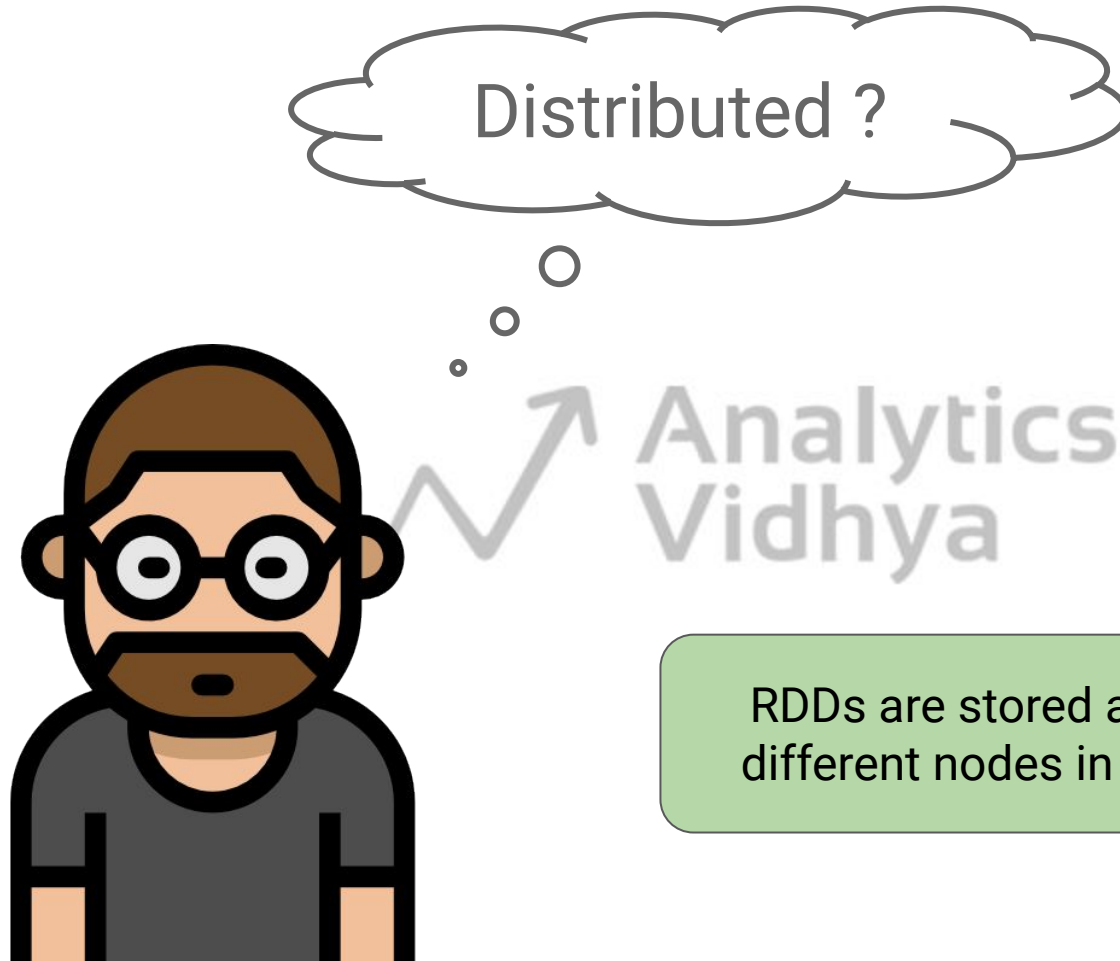 Distributed ?
Analytics
Vidhya
RDDs are stored
different nodes in